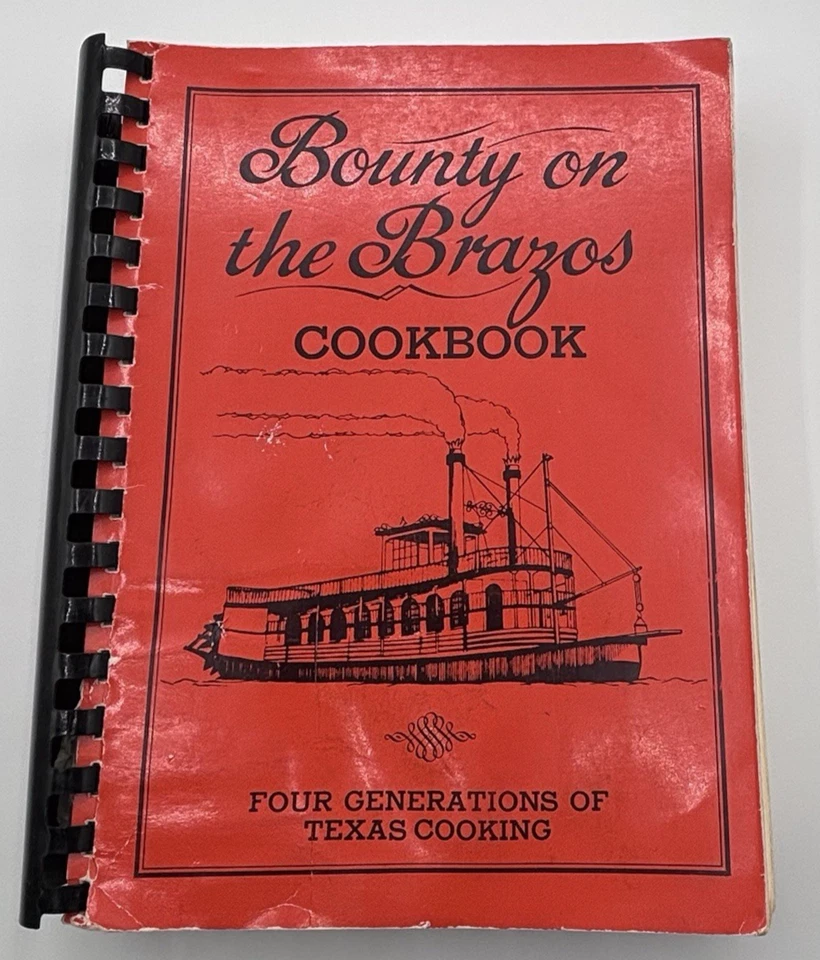 Bounty on
the Brazos
COOKBOOK
FOUR GENERATIONS OF
TEXAS COOKING